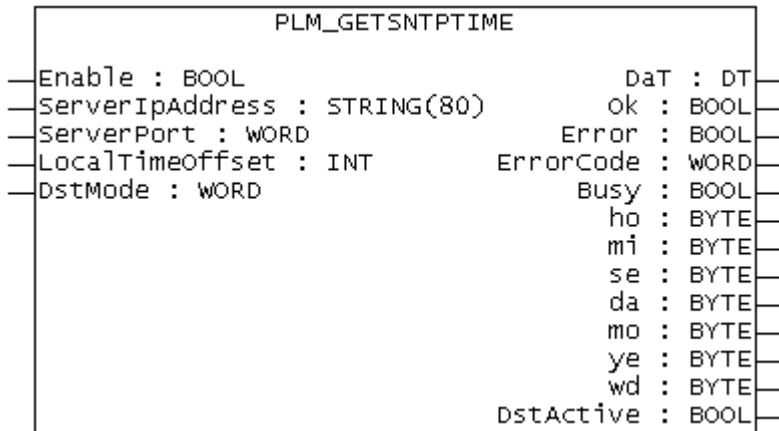 PLM_GETSNTPTIME
Enable : BOOL DaT : DT
ServerIpAddress : STRING(80) Ok : BOOL
ServerPort : WORD Error : BOOL
LocalTimeOffset : INT ErrorCode : WORD
DstMode : WORD Busy : BOOL
ho : BYTE
mi : BYTE
se : BYTE
da : BYTE
mo : BYTE
ye : BYTE
wd : BYTE
DstActive : BOOL